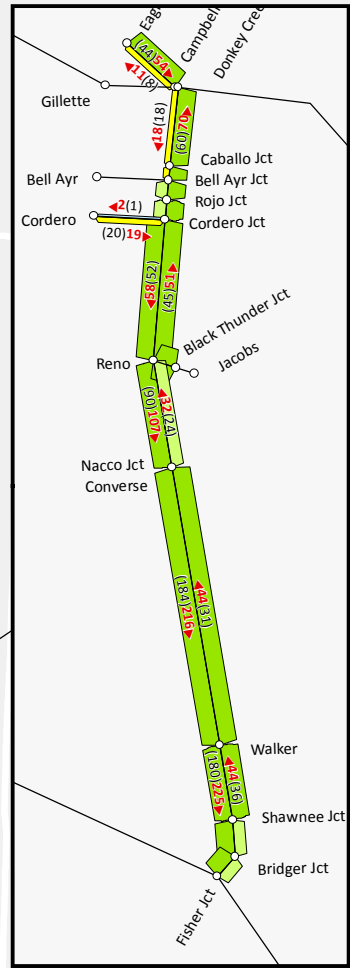 Campbell
Donkey Cree
(44)54
11(8)
Gillette
18(18)
(60)70
Caballo Jct
Bell Ayr
Bell Ayr Jct
Rojo Jct
2(1)
Cordero
Cordero Jct
(20)19
58(52)
(45)51
Black Thunder Jct
Jacobs
Reno
(90)107
32(24)
Nacco Jct
Converse
(184)216
44(31)
Walker
(180)225
44(36)
Shawnee Jct
Bridger Jct
Fisher Jct